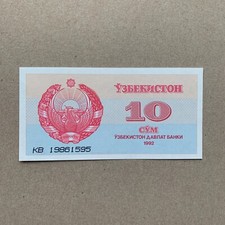 ЎЗБЕКИСТОН
10
СЎМ
ЎЗБЕКИСТОН ДАВЛАТ БАНКИ
1992
КВ 19861595